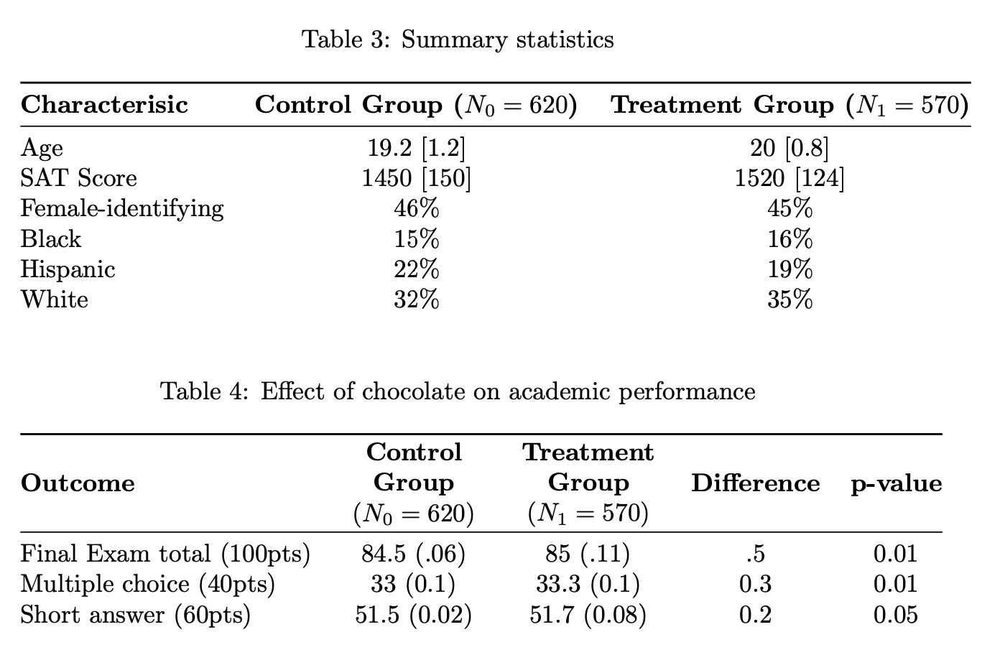 Table 3: Summary statistics
Characterisic Control Group (N₀ = 620) Treatment Group (N₁ = 570)
Age 19.2 [1.2] 20 [0.8]
SAT Score 1450 [150] 1520 [124]
Female-identifying 46% 45%
Black 15% 16%
Hispanic 22% 19%
White 32% 35%
Table 4: Effect of chocolate on academic performance
Control Treatment
Outcome Group Group Difference p-value
(N₀ = 620) (N₁ = 570)
Final Exam total (100pts) 84.5 (.06) 85 (.11) .5 0.01
Multiple choice (40pts) 33 (0.1) 33.3 (0.1) 0.3 0.01
Short answer (60pts) 51.5 (0.02) 51.7 (0.08) 0.2 0.05